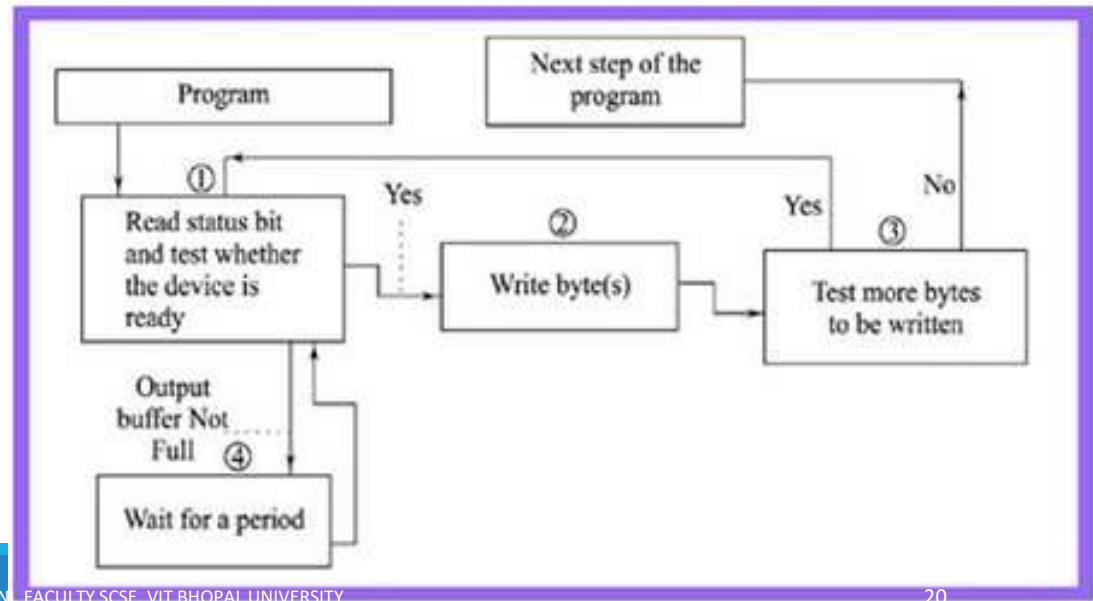 Program
Next step of the
program
①
Read status bit
and test whether
the device is
ready
Yes
②
Write byte(s)
Yes
No
③
Test more bytes
to be written
Output
buffer Not
Full
④
Wait for a period
FACULTY SCSE, VIT BHOPAL UNIVERSITY
20